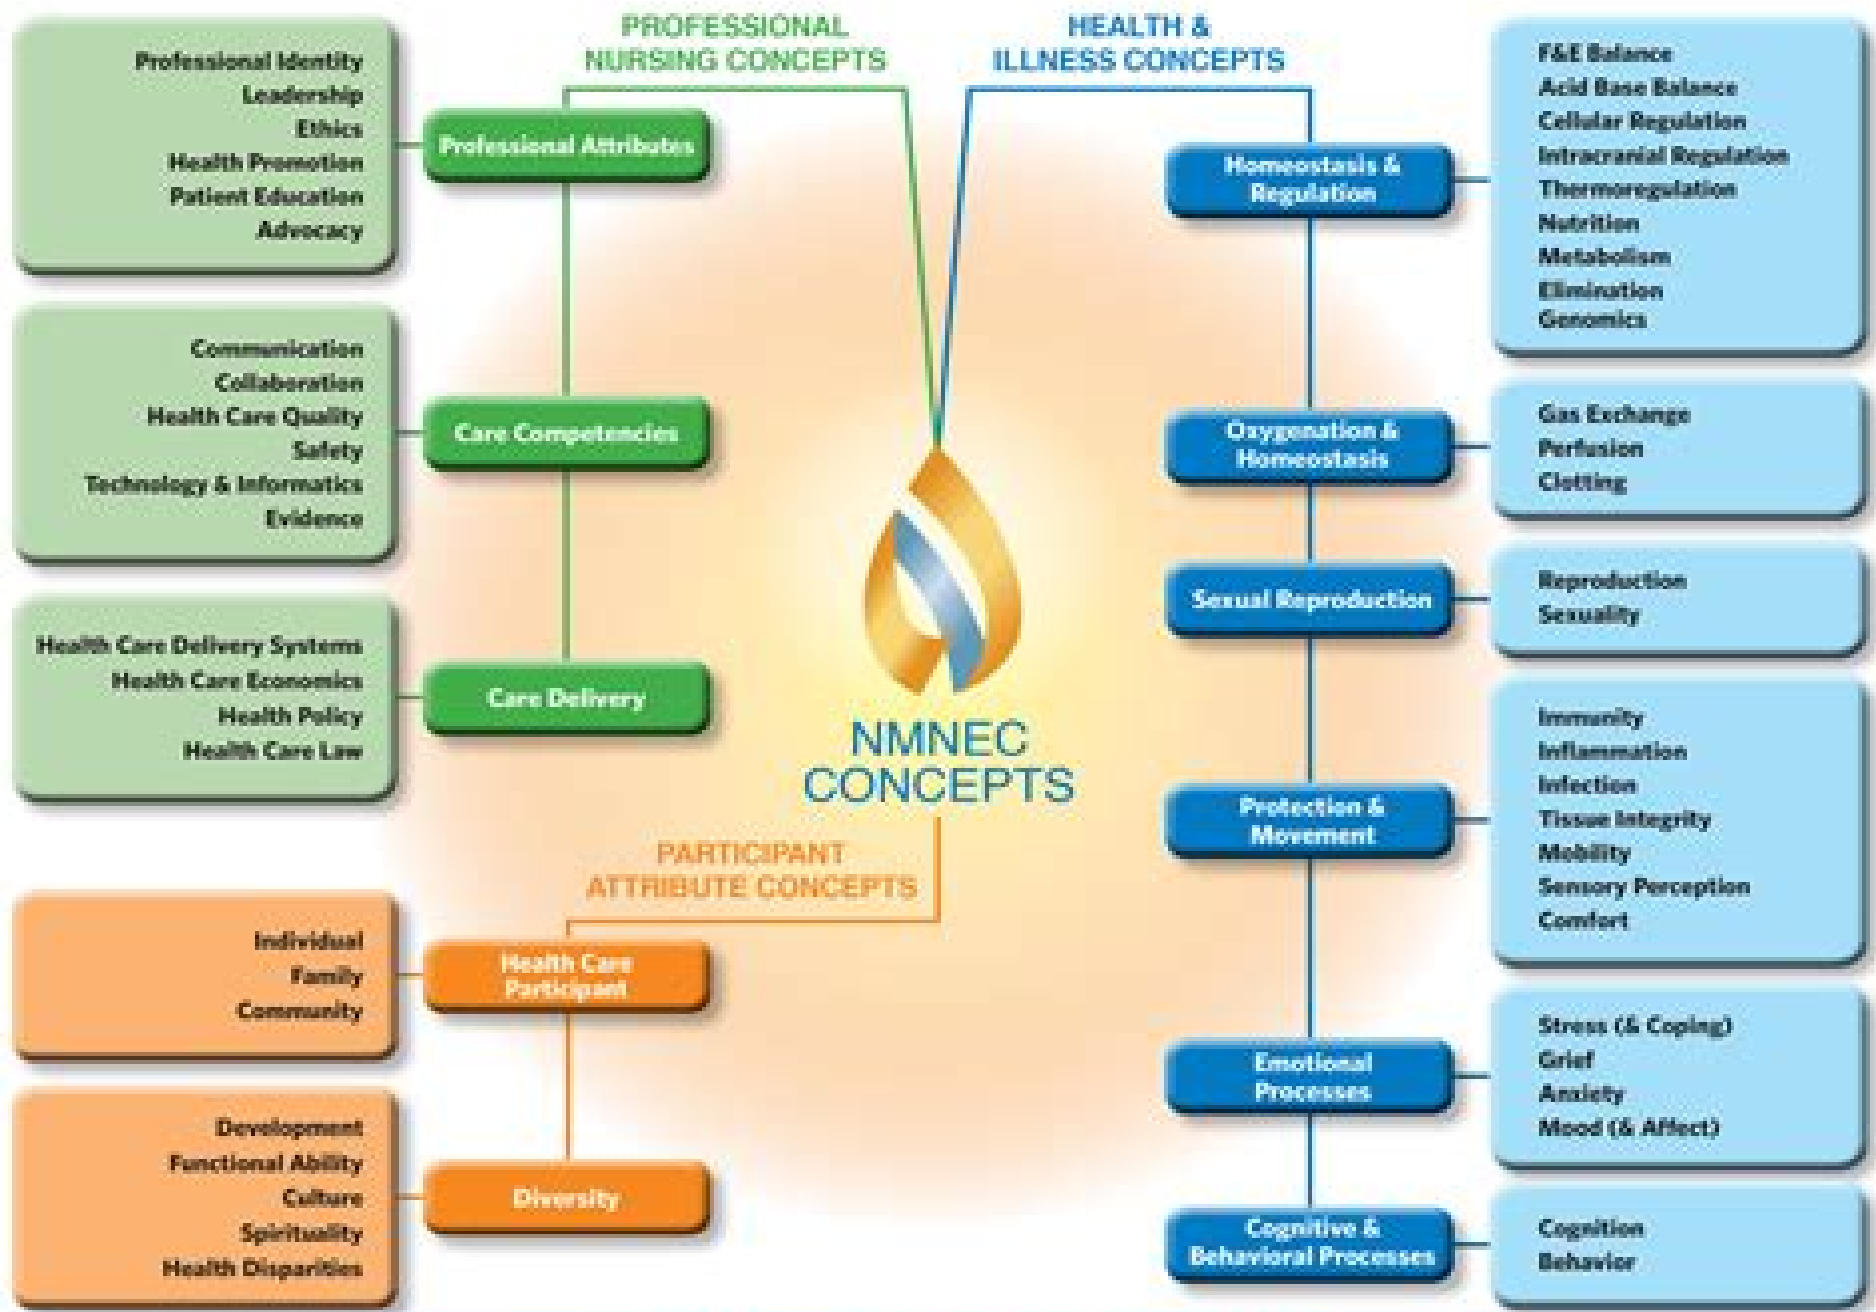 PROFESSIONAL
NURSING CONCEPTS
Professional Attributes
Professional Identity
Leadership
Ethics
Health Promotion
Patient Education
Advocacy
Care Competencies
Communication
Collaboration
Health Care Quality
Safety
Technology & Informatics
Evidence
Care Delivery
Health Care Delivery Systems
Health Care Economics
Health Policy
Health Care Law
HEALTH &
ILLNESS CONCEPTS
Homeostasis &
Regulation
F&E Balance
Acid Base Balance
Cellular Regulation
Intracranial Regulation
Thermoregulation
Nutrition
Metabolism
Elimination
Genomics
Oxygenation &
Homeostasis
Gas Exchange
Perfusion
Clotting
Sexual Reproduction
Reproduction
Sexuality
Protection &
Movement
Immunity
Inflammation
Infection
Tissue Integrity
Mobility
Sensory Perception
Comfort
Emotional
Processes
Stress (& Coping)
Grief
Anxiety
Mood (& Affect)
Cognitive &
Behavioral Processes
Cognition
Behavior
NMNEC
CONCEPTS
PARTICIPANT
ATTRIBUTE CONCEPTS
Health Care
Participant
Individual
Family
Community
Diversity
Development
Functional Ability
Culture
Spirituality
Health Disparities